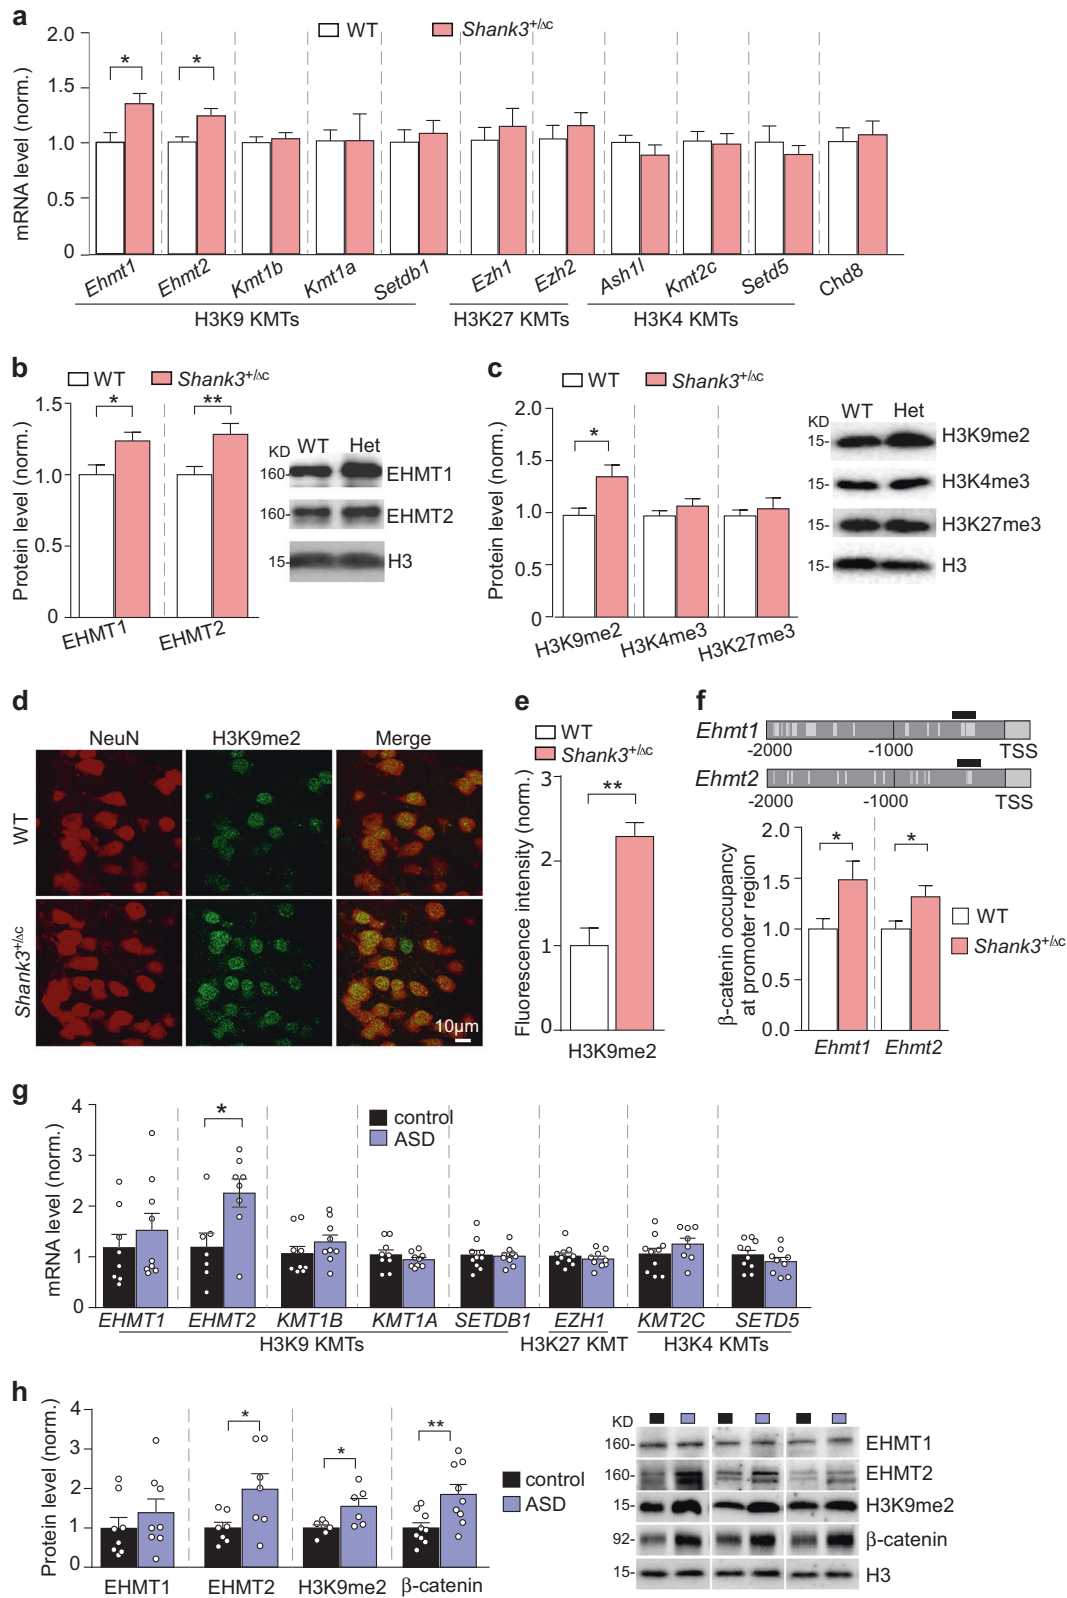 a
WT
Shank3+/ΔC
mRNA level (norm.)
2.0
1.5
1.0
0.5
0
* *
Ehmt1 Ehmt2 Kmt1b Kmt1a Setdb1 Ezh1 Ezh2 Ash1l Kmt2c Setd5 Chd8
H3K9 KMTs H3K27 KMTs H3K4 KMTs
b
WT
Shank3+/ΔC
Protein level (norm.)
1.5
1.0
0.5
0
* **
EHMT1 EHMT2
KD WT Het
160- EHMT1
160- EHMT2
15- H3
c
WT
Shank3+/ΔC
Protein level (norm.)
2.0
1.5
1.0
0.5
0
*
H3K9me2 H3K4me3 H3K27me3
KD WT Het
15- H3K9me2
15- H3K4me3
15- H3K27me3
15- H3
d
NeuN H3K9me2 Merge
WT
Shank3+/ΔC
10μm
e
WT
Shank3+/ΔC
Fluorescence intensity (norm.)
3
2
1
0
**
H3K9me2
f
Ehmt1
-2000 -1000 TSS
Ehmt2
-2000 -1000 TSS
β-catenin occupancy
at promoter region
2.0
1.5
1.0
0.5
0.0
* *
Ehmt1 Ehmt2
WT
Shank3+/ΔC
g
mRNA level (norm.)
4
3
2
1
0
*
control
ASD
EHMT1 EHMT2 KMT1B KMT1A SETDB1 EZH1 KMT2C SETD5
H3K9 KMTs H3K27 KMT H3K4 KMTs
h
Protein level (norm.)
4
3
2
1
0
* * **
EHMT1 EHMT2 H3K9me2 β-catenin
control
ASD
KD
160- EHMT1
160- EHMT2
15- H3K9me2
92- β-catenin
15- H3